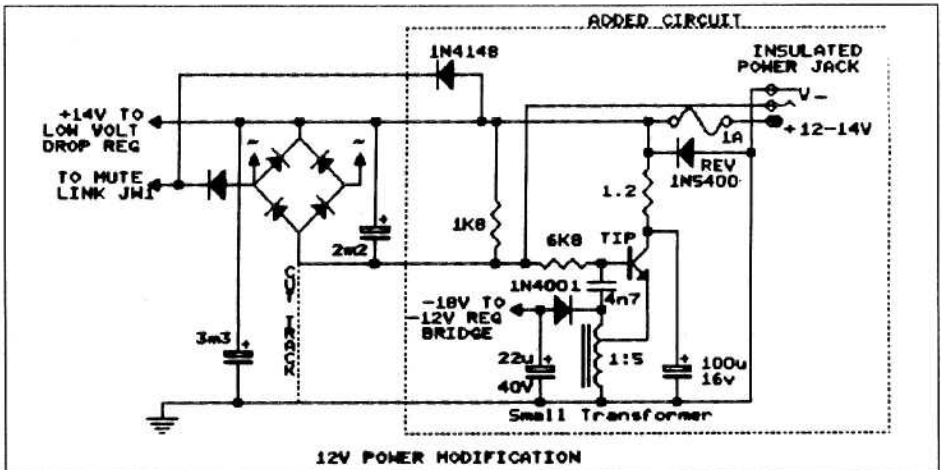 ADDED CIRCUIT
1N4148
INSULATED
POWER JACK
V-
+14V TO
LOW VOLT
DROP REG
~ ~
1A
+12-14V
REV
1N5400
TO MUTE
LINK JW1
1.2
1K8
+
2m2
6K8
TIP
1N4001
4n7
CUT TRACK
-18V TO
-12V REG
BRIDGE
3m3
+
22u
+
40V
1:5
+
100u
16v
Small Transformer
12V POWER MODIFICATION